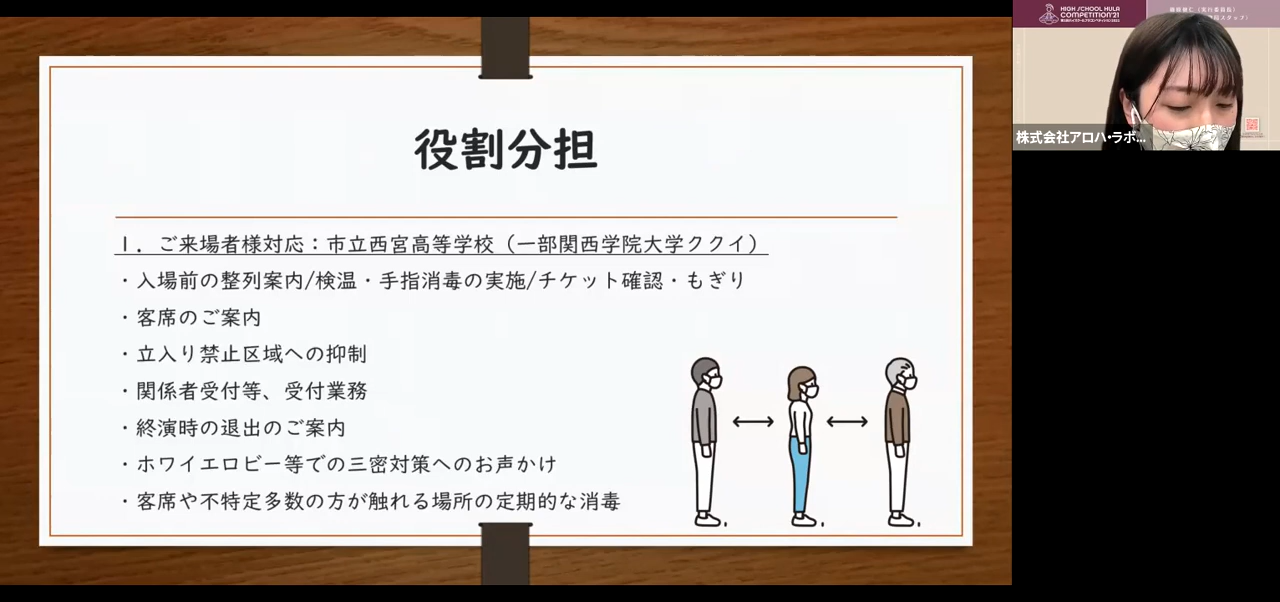 役割分担
1．ご来場者様対応：市立西宮高等学校（一部関西学院大学ククイ）
・入場前の整列案内/検温・手指消毒の実施/チケット確認・もぎり
・客席のご案内
・立入り禁止区域への抑制
・関係者受付等、受付業務
・終演時の退出のご案内
・ホワイエロビー等での三密対策へのお声かけ
・客席や不特定多数の方が触れる場所の定期的な消毒
HIGH SCHOOL HULA
COMPETITION'21
株式会社アロハ・ラボ...